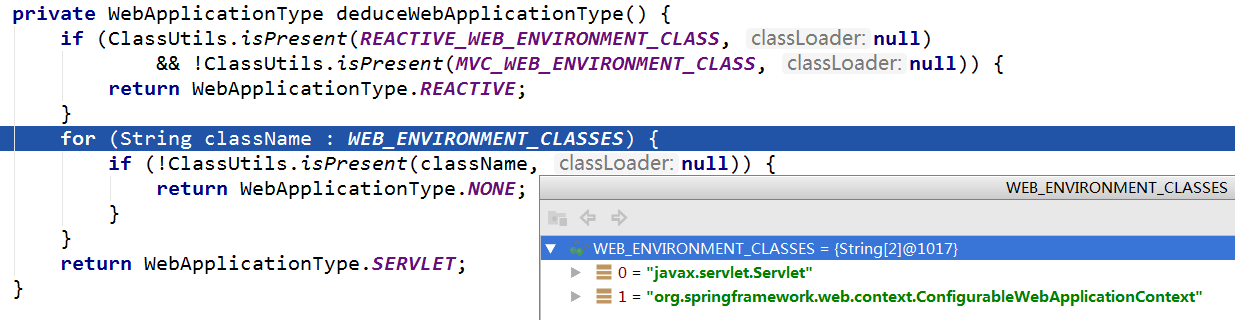 private WebApplicationType deduceWebApplicationType() {
if (ClassUtils.isPresent(REACTIVE_WEB_ENVIRONMENT_CLASS, classLoader: null)
&& !ClassUtils.isPresent(MVC_WEB_ENVIRONMENT_CLASS, classLoader: null)) {
return WebApplicationType.REACTIVE;
}
for (String className : WEB_ENVIRONMENT_CLASSES) {
if (!ClassUtils.isPresent(className, classLoader: null)) {
return WebApplicationType.NONE;
}
}
return WebApplicationType.SERVLET;
}
WEB_ENVIRONMENT_CLASSES
WEB_ENVIRONMENT_CLASSES = {String[2]@1017}
0 = "javax.servlet.Servlet"
1 = "org.springframework.web.context.ConfigurableWebApplicationContext"